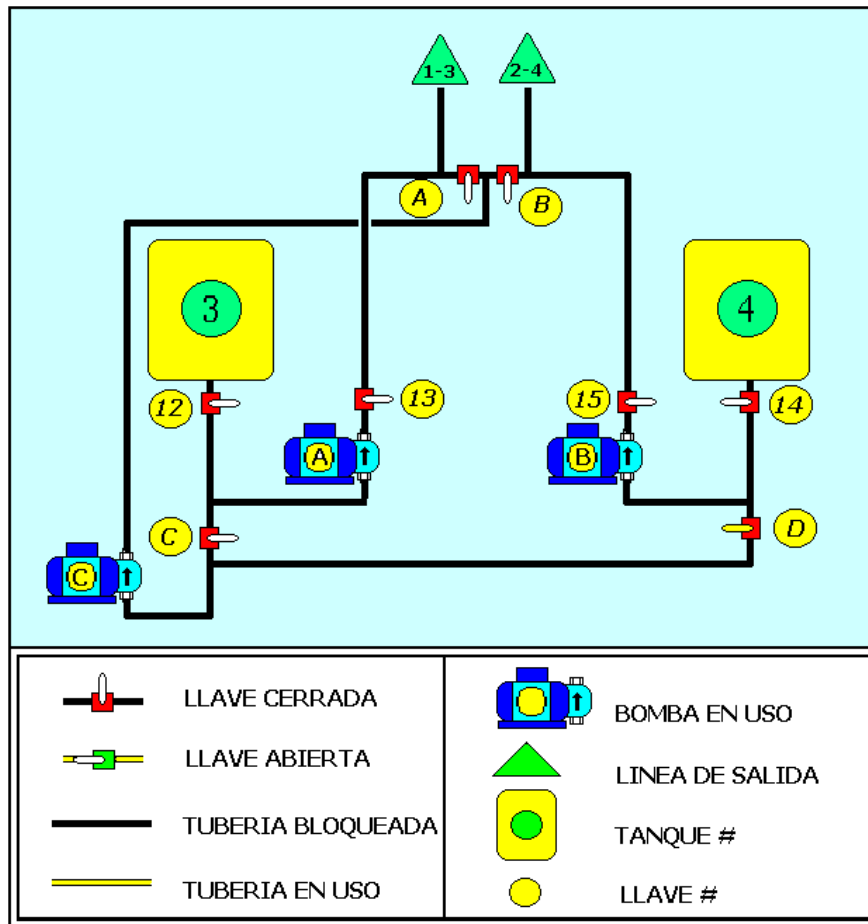 1-3 2-4
A B
3 4
12 13 15 14
A B
C D
C
LLAVE CERRADA
LLAVE ABIERTA
TUBERIA BLOQUEADA
TUBERIA EN USO
BOMBA EN USO
LINEA DE SALIDA
TANQUE #
LLAVE #